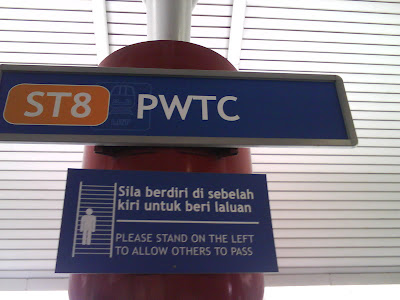 ST8 PWTC
Sila berdiri di sebelah
kiri untuk beri laluan
PLEASE STAND ON THE LEFT
TO ALLOW OTHERS TO PASS